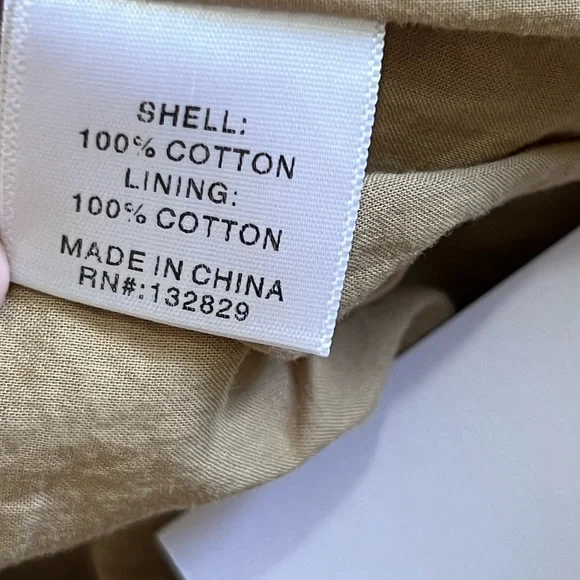 SHELL:
100% COTTON
LINING:
100% COTTON
MADE IN CHINA
RN#:132829